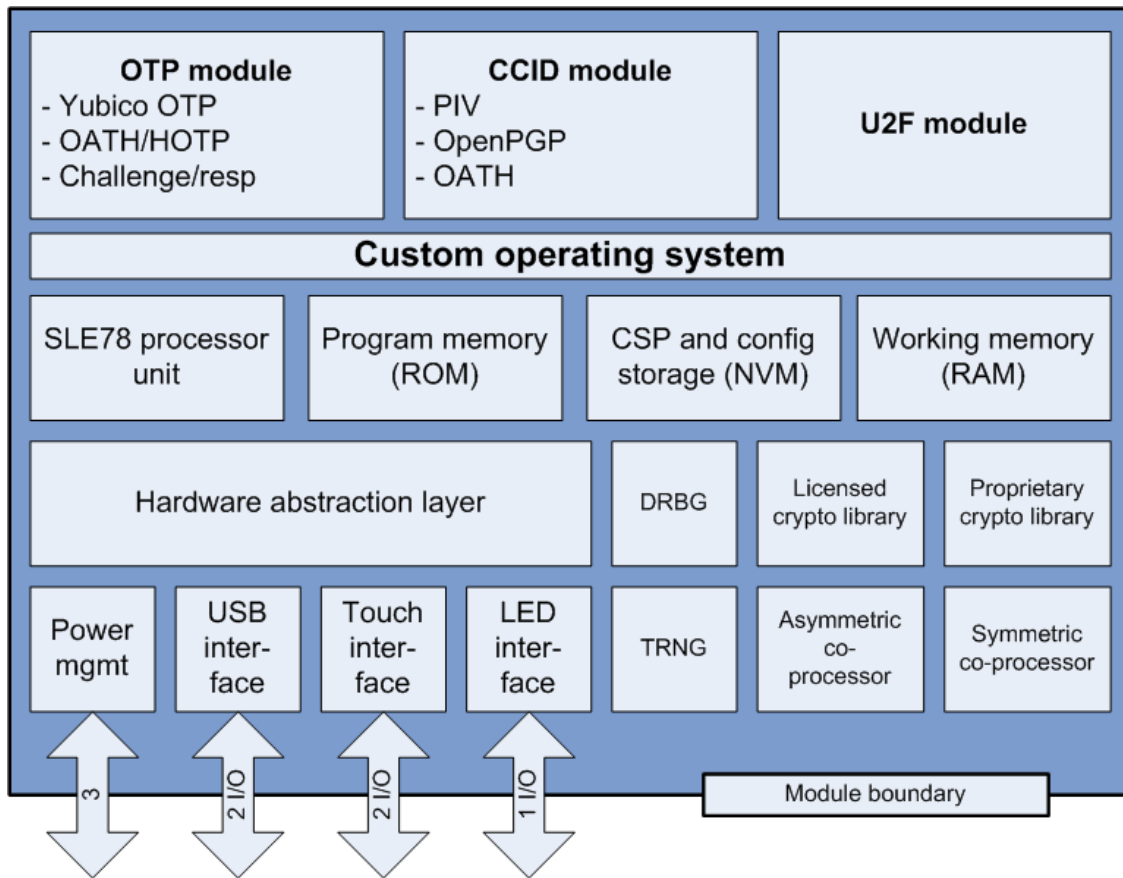 OTP module
- Yubico OTP
- OATH/HOTP
- Challenge/resp
CCID module
- PIV
- OpenPGP
- OATH
U2F module
Custom operating system
SLE78 processor
unit
Program memory
(ROM)
CSP and config
storage (NVM)
Working memory
(RAM)
Hardware abstraction layer
DRBG
Licensed
crypto library
Proprietary
crypto library
Power
mgmt
USB
inter-
face
Touch
inter-
face
LED
inter-
face
TRNG
Asymmetric
co-
processor
Symmetric
co-processor
3
2 I/O
2 I/O
1 I/O
Module boundary